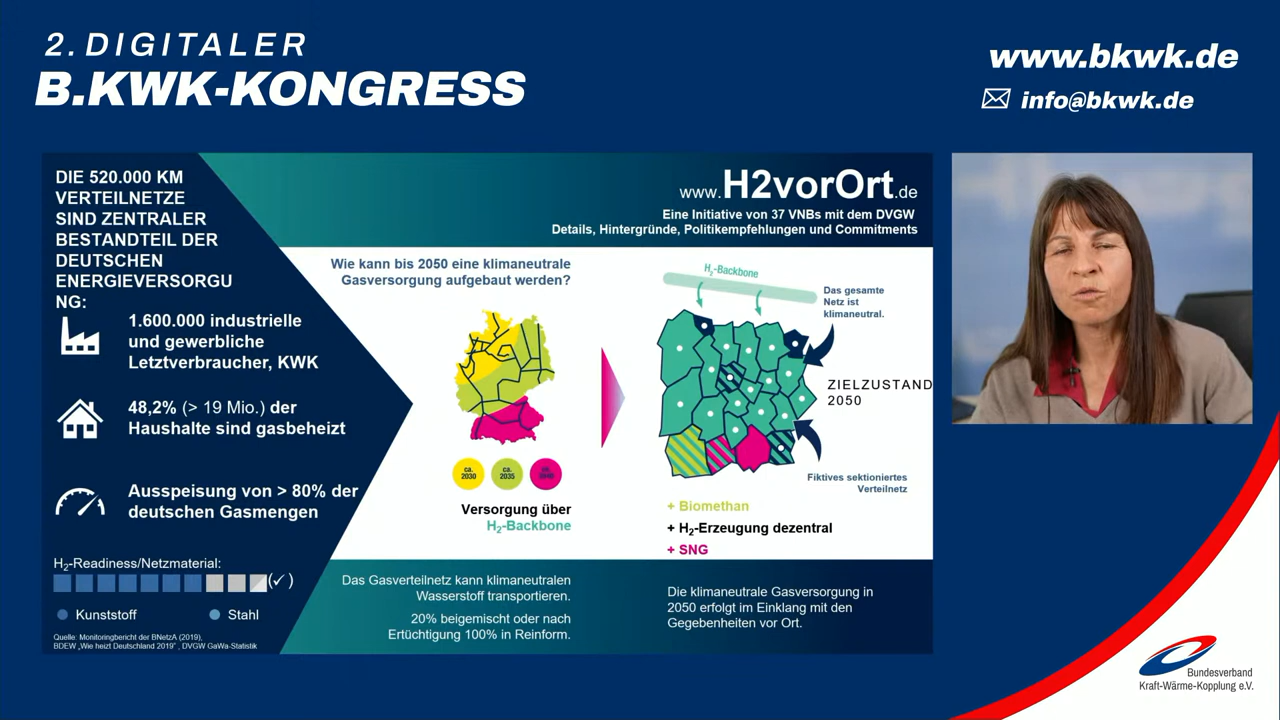 2. DIGITALER
B.KWK-KONGRESS
www.bkwk.de
info@bkwk.de
DIE 520.000 KM
VERTEILNETZE
SIND ZENTRALER
BESTANDTEIL DER
DEUTSCHEN
ENERGIEVERSORGU
NG:
1.600.000 industrielle
und gewerbliche
Letztverbraucher, KWK
48,2% (> 19 Mio.) der
Haushalte sind gasbeheizt
Ausspeisung von > 80% der
deutschen Gasmengen
H₂-Readiness/Netzmaterial:
(✓)
Kunststoff
Stahl
Quelle: Monitoringbericht der BNetzA (2019),
BDEW „Wie heizt Deutschland 2019" , DVGW GaWa-Statistik
www.H2vorOrt.de
Eine Initiative von 37 VNBs mit dem DVGW
Details, Hintergründe, Politikempfehlungen und Commitments
Wie kann bis 2050 eine klimaneutrale
Gasversorgung aufgebaut werden?
ca.
2030
ca.
2035
Versorgung über
H₂-Backbone
H₂-Backbone
Das gesamte
Netz ist
klimaneutral.
ZIELZUSTAND
2050
Fiktives sektioniertes
Verteilnetz
+ Biomethan
+ H₂-Erzeugung dezentral
+ SNG
Das Gasverteilnetz kann klimaneutralen
Wasserstoff transportieren.
20% beigemischt oder nach
Ertüchtigung 100% in Reinform.
Die klimaneutrale Gasversorgung in
2050 erfolgt im Einklang mit den
Gegebenheiten vor Ort.
Bundesverband
Kraft-Wärme-Kopplung e.V.